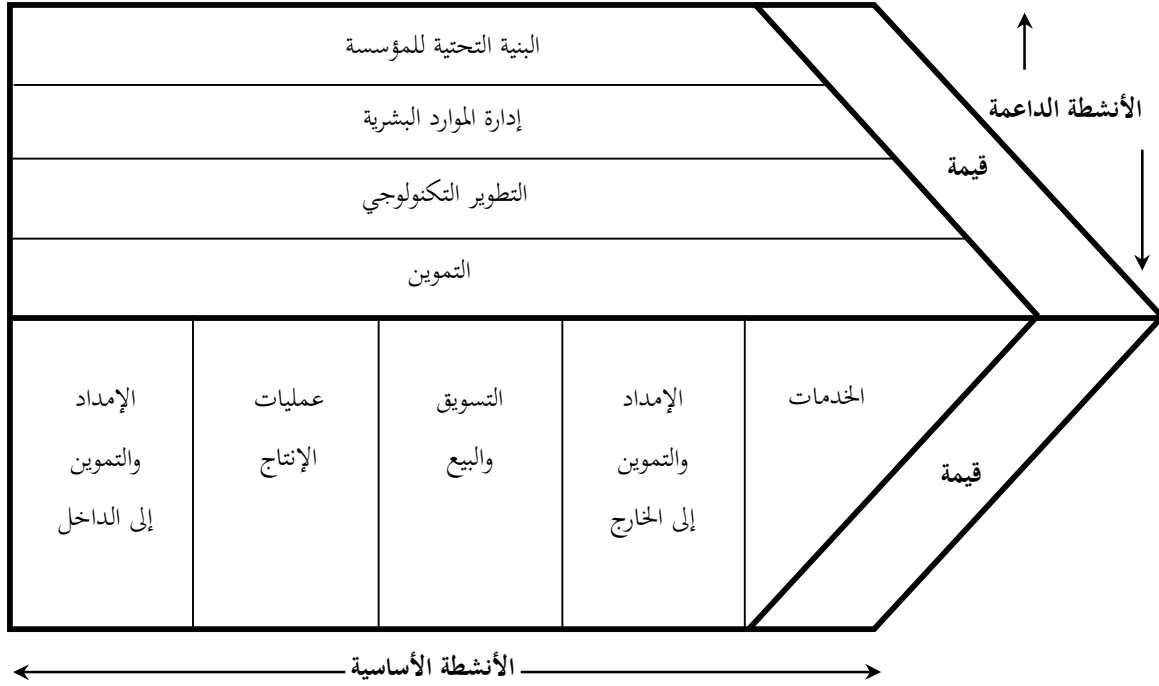 البنية التحتية للمؤسسة
إدارة الموارد البشرية
التطوير التكنولوجي
التموين
الأنشطة الداعمة
قيمة
الخدمات
الإمداد
والتموين
إلى الخارج
التسويق
والبيع
عمليات
الإنتاج
الإمداد
والتموين
إلى الداخل
قيمة
الأنشطة الأساسية